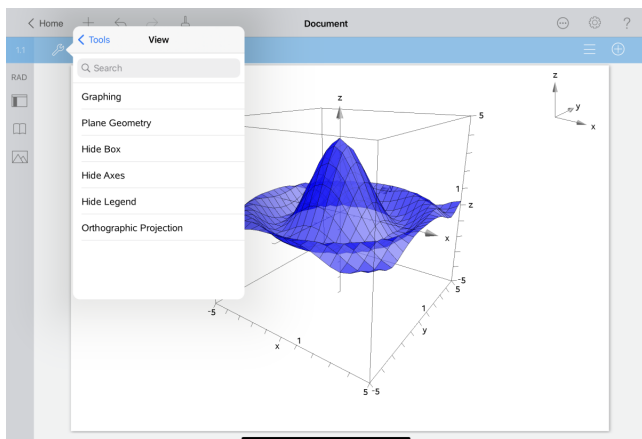 Home
Document
?
1.1
Tools
View
RAD
Search
Graphing
Plane Geometry
Hide Box
Hide Axes
Hide Legend
Orthographic Projection
z
y
x
z
5
1
z
x
-5
5
1
y
-5
1
x
5
-5